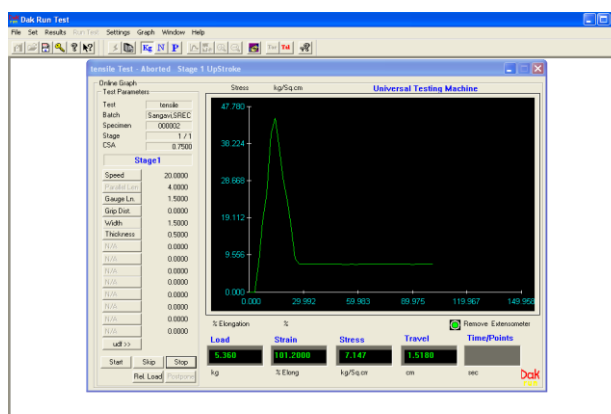 Dak Run Test
File Set Results Run Test Settings Graph Window Help
Kg N P Tar Tst
tensile Test - Aborted Stage 1 UpStroke
Online Graph
Test Parameters
Test tensile
Batch Sangavi,SREC
Specimen 000002
Stage 1 / 1
CSA 0.7500
Stage1
Speed 20.0000
Parallel Len 4.0000
Gauge Ln. 1.5000
Grip Dist. 0.0000
Width 1.5000
Thickness 0.5000
N/A 0.0000
N/A 0.0000
N/A 0.0000
N/A 0.0000
N/A 0.0000
N/A 0.0000
N/A 0.0000
N/A 0.0000
udf >>
Start Skip Stop
Rel. Load Postpone
Stress kg/Sq.cm Universal Testing Machine
47.780
38.224
28.668
19.112
9.556
0.000
0.000 29.992 59.983 89.975 119.967 149.958
% Elongation % Remove Extensometer
Load Strain Stress Travel Time/Points
5.360 101.2000 7.147 1.5180
kg % Elong kg/Sq.cm cm sec
Dak